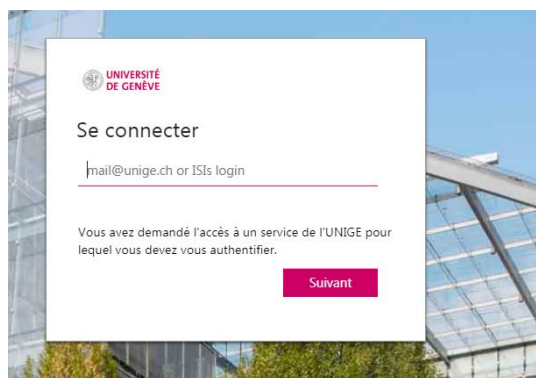 UNIVERSITÉ
DE GENÈVE
Se connecter
mail@unige.ch or ISIs login
Vous avez demandé l'accès à un service de l'UNIGE pour
lequel vous devez vous authentifier.
Suivant